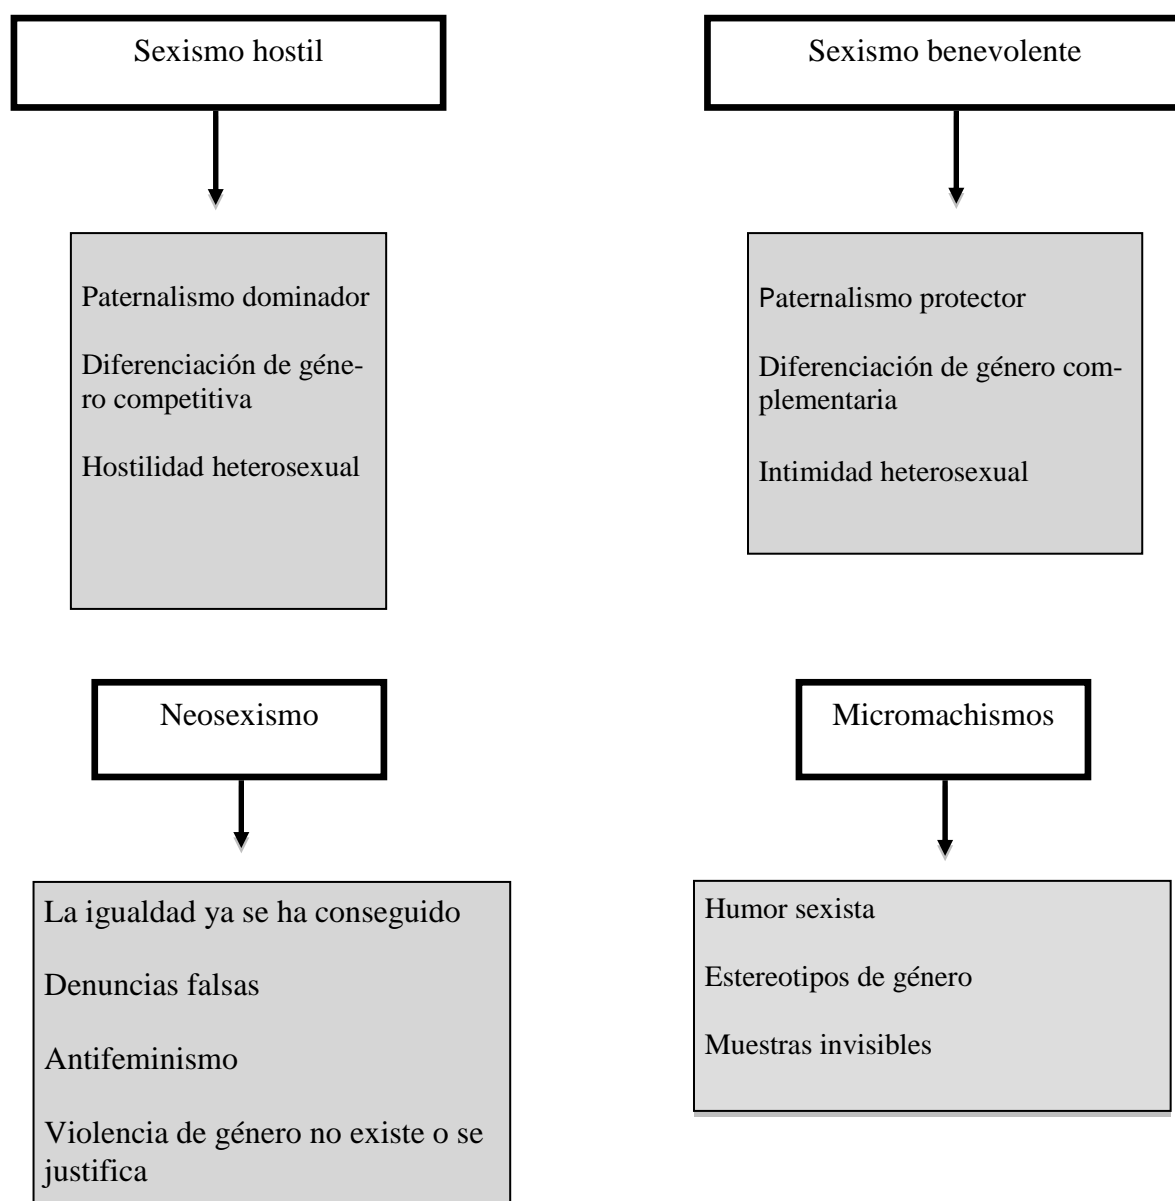 Sexismo hostil
Sexismo benevolente
Paternalismo dominador
Diferenciación de géne-
ro competitiva
Hostilidad heterosexual
Paternalismo protector
Diferenciación de género com-
plementaria
Intimidad heterosexual
Neosexismo
Micromachismos
La igualdad ya se ha conseguido
Denuncias falsas
Antifeminismo
Violencia de género no existe o se
justifica
Humor sexista
Estereotipos de género
Muestras invisibles